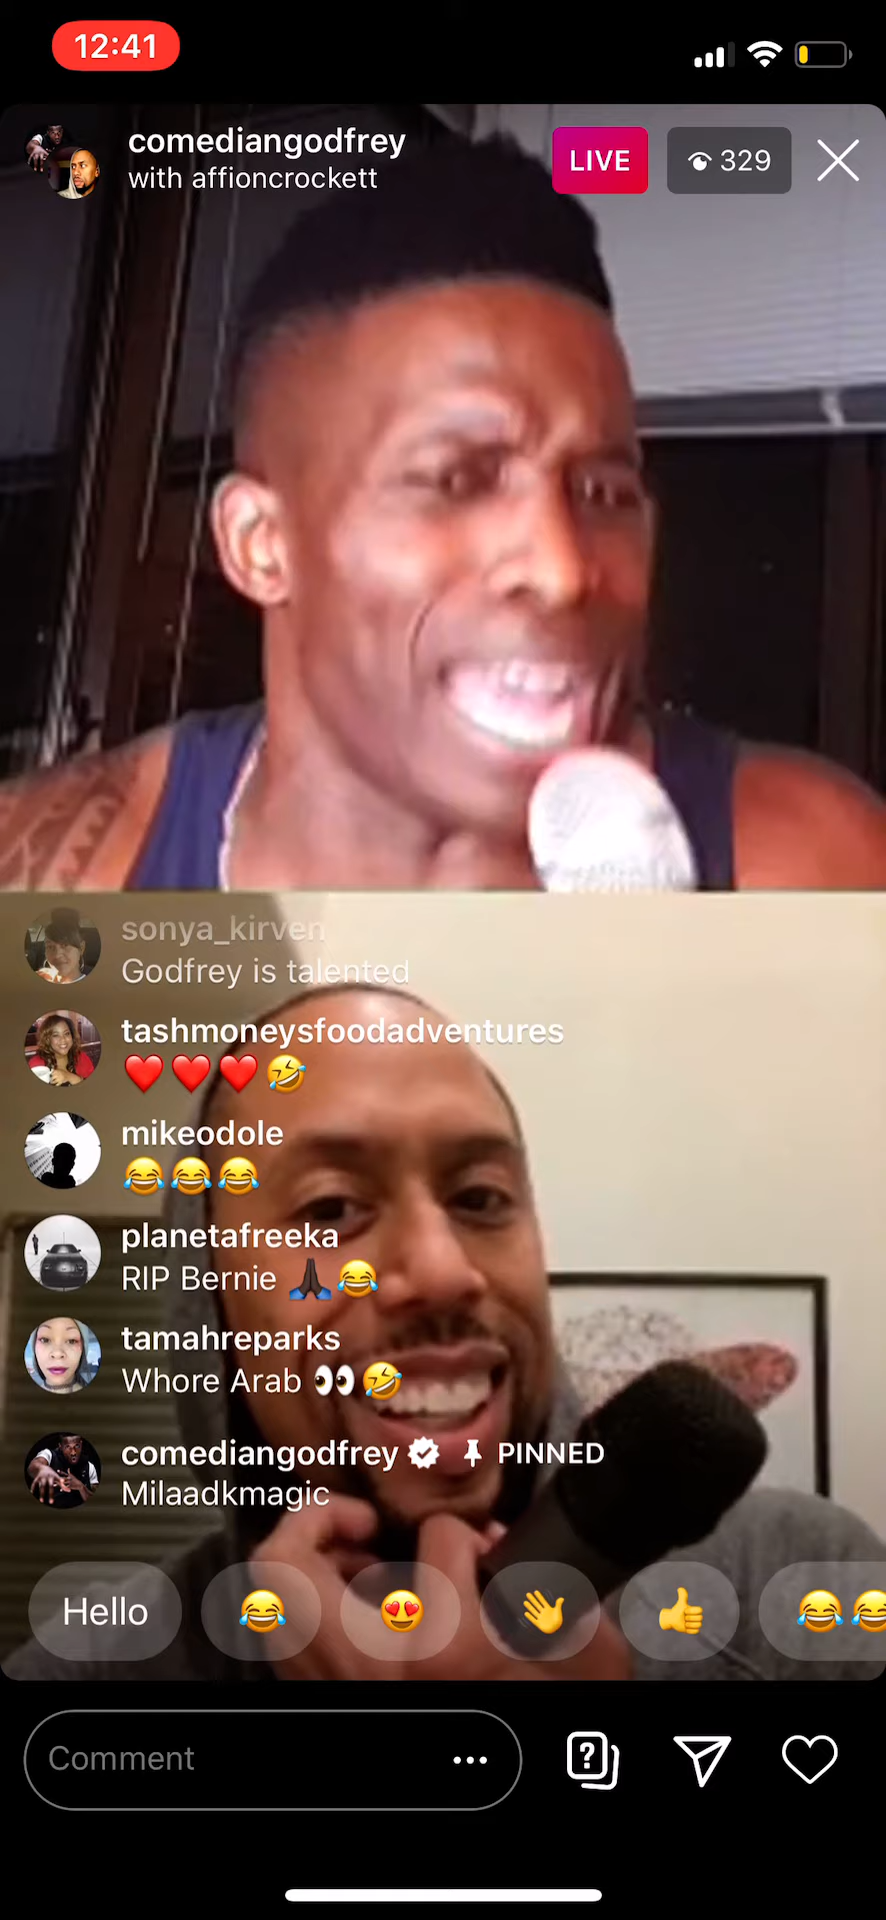 12:41
comediangodfrey
with affioncrockett
LIVE
329
sonya_kirven
Godfrey is talented
tashmoneysfoodadventures
❤️❤️❤️🤣
mikeodole
😂😂😂
planetafreeka
RIP Bernie 🙏🏿😂
tamahreparks
Whore Arab 👀🤣
comediangodfrey PINNED
Milaadkmagic
Hello 😂 😍 👋 👍 😂😂
Comment